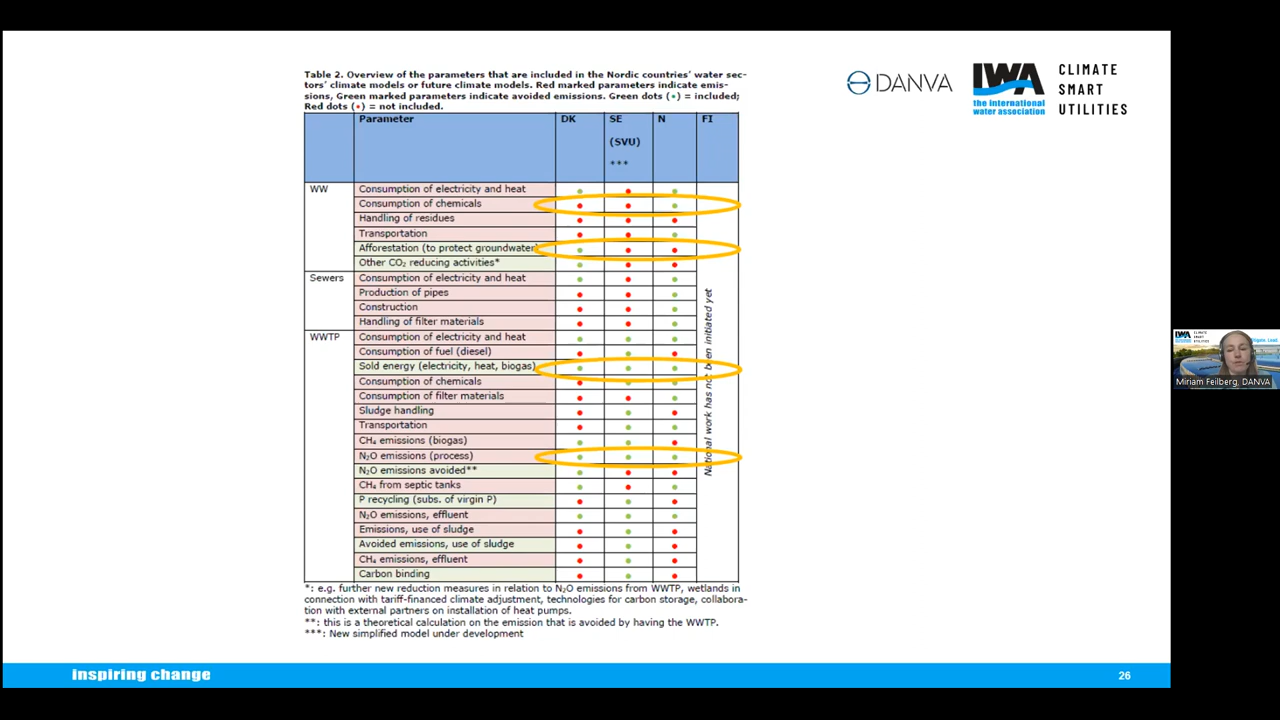 Table 2. Overview of the parameters that are included in the Nordic countries' water sec-
tors' climate models or future climate models. Red marked parameters indicate emis-
sions, Green marked parameters indicate avoided emissions. Green dots (•) = included;
Red dots (•) = not included.
DANVA
IWA
the international
water association
CLIMATE
SMART
UTILITIES
Parameter DK SE N FI
(SVU)
***
WW Consumption of electricity and heat
Consumption of chemicals
Handling of residues
Transportation
Afforestation (to protect groundwater)
Other CO₂ reducing activities*
Sewers Consumption of electricity and heat
Production of pipes
Construction
Handling of filter materials
WWTP Consumption of electricity and heat
Consumption of fuel (diesel)
Sold energy (electricity, heat, biogas)
Consumption of chemicals
Consumption of filter materials
Sludge handling
Transportation
CH₄ emissions (biogas)
N₂O emissions (process)
N₂O emissions avoided**
CH₄ from septic tanks
P recycling (subs. of virgin P)
N₂O emissions, effluent
Emissions, use of sludge
Avoided emissions, use of sludge
CH₄ emissions, effluent
Carbon binding
National work has not been initiated yet
*: e.g. further new reduction measures in relation to N₂O emissions from WWTP, wetlands in
connection with tariff-financed climate adjustment, technologies for carbon storage, collabora-
tion with external partners on installation of heat pumps.
**: this is a theoretical calculation on the emission that is avoided by having the WWTP.
***: New simplified model under development
inspiring change
26
IWA
CLIMATE
SMART
UTILITIES
Miriam Feilberg, DANVA